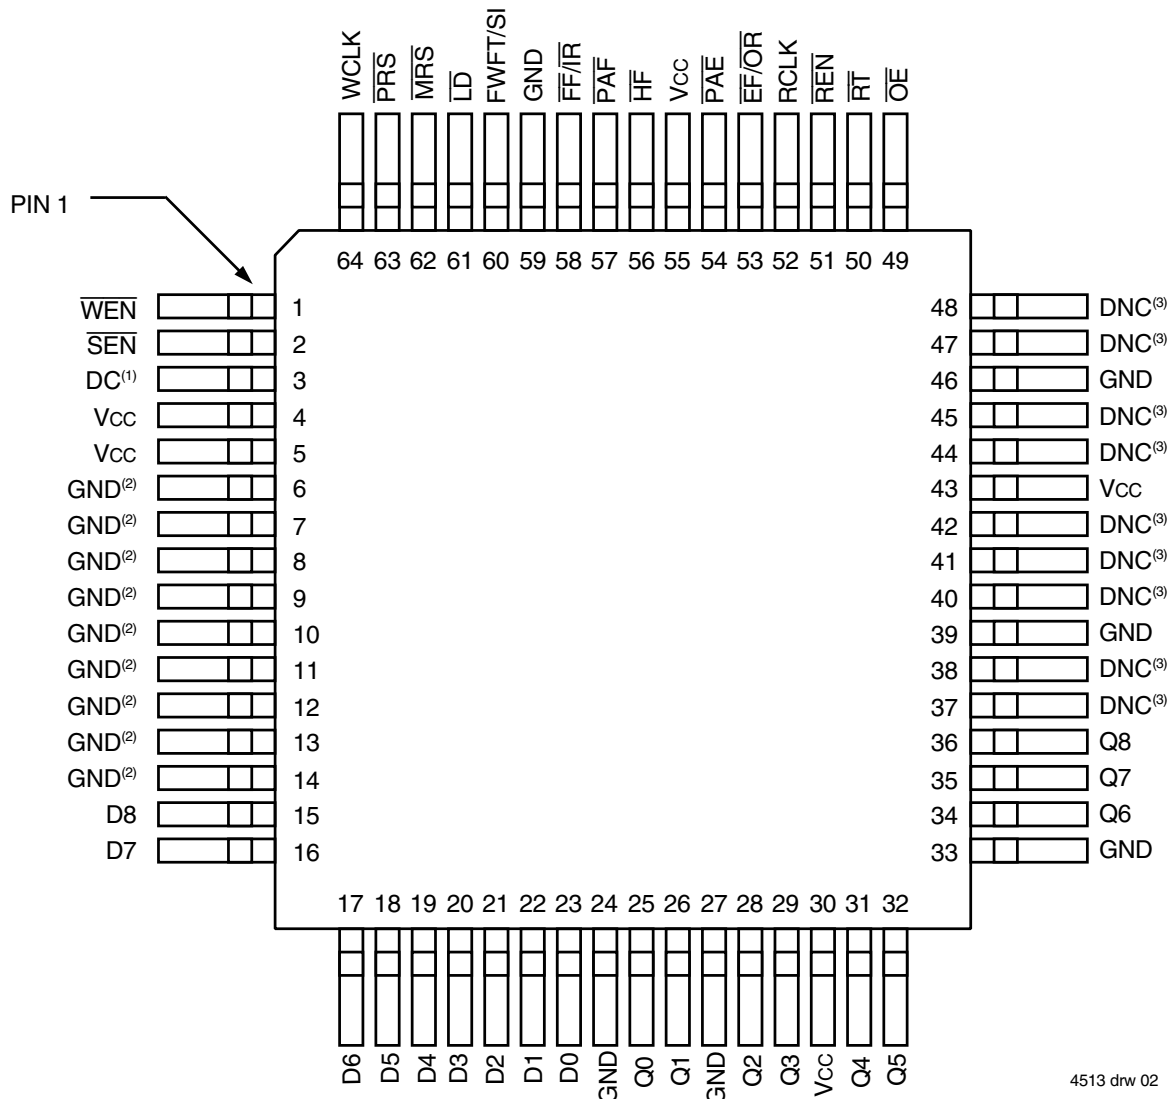 WCLK
PRS
MRS
LD
FWFT/SI
GND
FF/IR
PAF
HF
VCC
PAE
EF/OR
RCLK
REN
RT
OE
PIN 1
64 63 62 61 60 59 58 57 56 55 54 53 52 51 50 49
WEN 1 48 DNC(3)
SEN 2 47 DNC(3)
DC(1) 3 46 GND
VCC 4 45 DNC(3)
VCC 5 44 DNC(3)
GND(2) 6 43 VCC
GND(2) 7 42 DNC(3)
GND(2) 8 41 DNC(3)
GND(2) 9 40 DNC(3)
GND(2) 10 39 GND
GND(2) 11 38 DNC(3)
GND(2) 12 37 DNC(3)
GND(2) 13 36 Q8
GND(2) 14 35 Q7
D8 15 34 Q6
D7 16 33 GND
17 18 19 20 21 22 23 24 25 26 27 28 29 30 31 32
D6
D5
D4
D3
D2
D1
D0
GND
Q0
Q1
GND
Q2
Q3
VCC
Q4
Q5
4513 drw 02